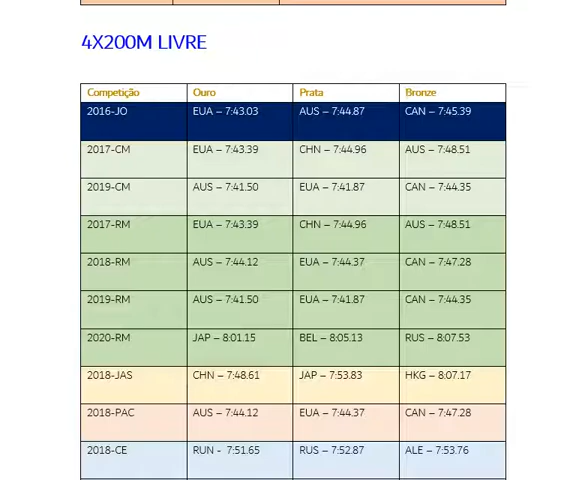 4X200M LIVRE
Competição Ouro Prata Bronze
2016-JO EUA – 7:43.03 AUS – 7:44.87 CAN – 7:45.39
2017-CM EUA – 7:43.39 CHN – 7:44.96 AUS – 7:48.51
2019-CM AUS – 7:41.50 EUA – 7:41.87 CAN – 7:44.35
2017-RM EUA – 7:43.39 CHN – 7:44.96 AUS – 7:48.51
2018-RM AUS – 7:44.12 EUA – 7:44.37 CAN – 7:47.28
2019-RM AUS – 7:41.50 EUA – 7:41.87 CAN – 7:44.35
2020-RM JAP – 8:01.15 BEL – 8:05.13 RUS – 8:07.53
2018-JAS CHN – 7:48.61 JAP – 7:53.83 HKG – 8:07.17
2018-PAC AUS – 7:44.12 EUA – 7:44.37 CAN – 7:47.28
2018-CE RUN - 7:51.65 RUS – 7:52.87 ALE – 7:53.76